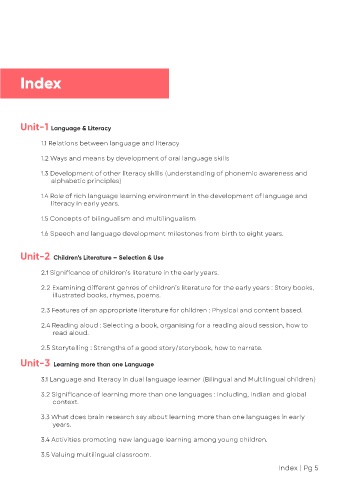 Index
Unit-1 Language & Literacy
1.1 Relations between language and literacy
1.2 Ways and means by development of oral language skills
1.3 Development of other literacy skills (understanding of phonemic awareness and
alphabetic principles)
1.4 Role of rich language learning environment in the development of language and
literacy in early years.
1.5 Concepts of bilingualism and multilingualism.
1.6 Speech and language development milestones from birth to eight years.
Unit-2 Children's Literature – Selection & Use
2.1 Significance of children's literature in the early years.
2.2 Examining different genres of children's literature for the early years : Story books,
illustrated books, rhymes, poems.
2.3 Features of an appropriate literature for children : Physical and content based.
2.4 Reading aloud : Selecting a book, organising for a reading aloud session, how to
read aloud.
2.5 Storytelling : Strengths of a good story/storybook, how to narrate.
Unit-3 Learning more than one Language
3.1 Language and literacy in dual language learner (Bilingual and Multilingual children)
3.2 Significance of learning more than one languages : Including, Indian and global
context.
3.3 What does brain research say about learning more than one languages in early
years.
3.4 Activities promoting new language learning among young children.
3.5 Valuing multilingual classroom.
Index | Pg 5